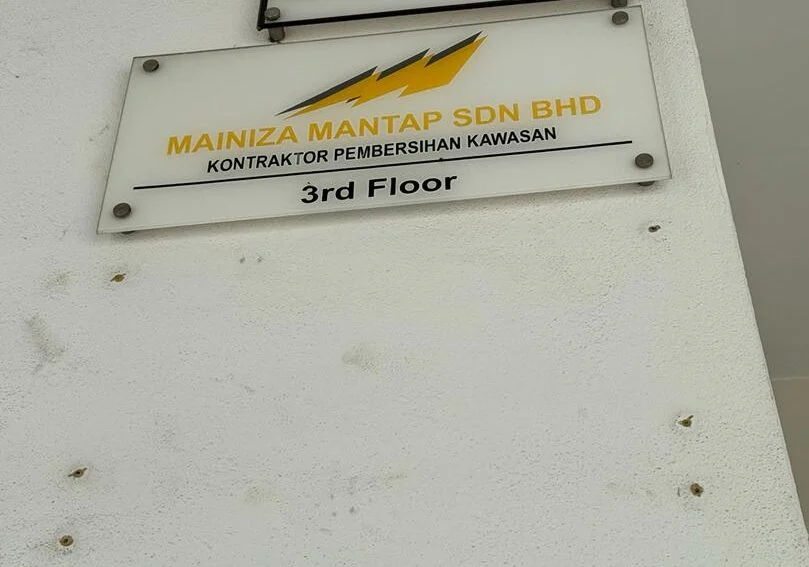 MAINIZA MANTAP SDN BHD
KONTRAKTOR PEMBERSIHAN KAWASAN
3rd Floor